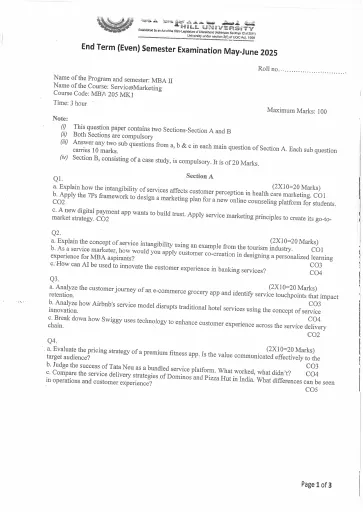 HILL UNIVERSITY
End Term (Even) Semester Examination May-June 2025
Roll no..............................
Name of the Program and semester: MBA II
Name of the Course: Services Marketing
Course Code: MBA 205 MK1
Time: 3 hour
Maximum Marks: 100
Note:
(i) This question paper contains two Sections-Section A and B
(ii) Both Sections are compulsory
(iii) Answer any two sub questions from a, b & c in each main question of Section A. Each sub question
carries 10 marks.
(iv) Section B, consisting of a case study, is compulsory. It is of 20 Marks.
Section A
Q1. (2X10=20 Marks)
a. Explain how the intangibility of services affects customer perception in health care marketing. CO1
b. Apply the 7Ps framework to design a marketing plan for a new online counseling platform for students.
CO2
c. A new digital payment app wants to build trust. Apply service marketing principles to create its go-to-
market strategy. CO2
Q2. (2X10=20 Marks)
a. Explain the concept of service intangibility using an example from the tourism industry. CO1
b. As a service marketer, how would you apply customer co-creation in designing a personalized learning
experience for MBA aspirants? CO3
c. How can AI be used to innovate the customer experience in banking services? CO4
Q3. (2X10=20 Marks)
a. Analyze the customer journey of an e-commerce grocery app and identify service touchpoints that impact
retention. CO3
b. Analyze how Airbnb's service model disrupts traditional hotel services using the concept of service
innovation. CO3
c. Break down how Swiggy uses technology to enhance customer experience across the service delivery
chain. CO2
Q4. (2X10=20 Marks)
a. Evaluate the pricing strategy of a premium fitness app. Is the value communicated effectively to the
target audience? CO3
b. Judge the success of Tata Neu as a bundled service platform. What worked, what didn't? CO4
c. Compare the service delivery strategies of Dominos and Pizza Hut in India. What differences can be seen
in operations and customer experience? CO5
Page 1 of 3